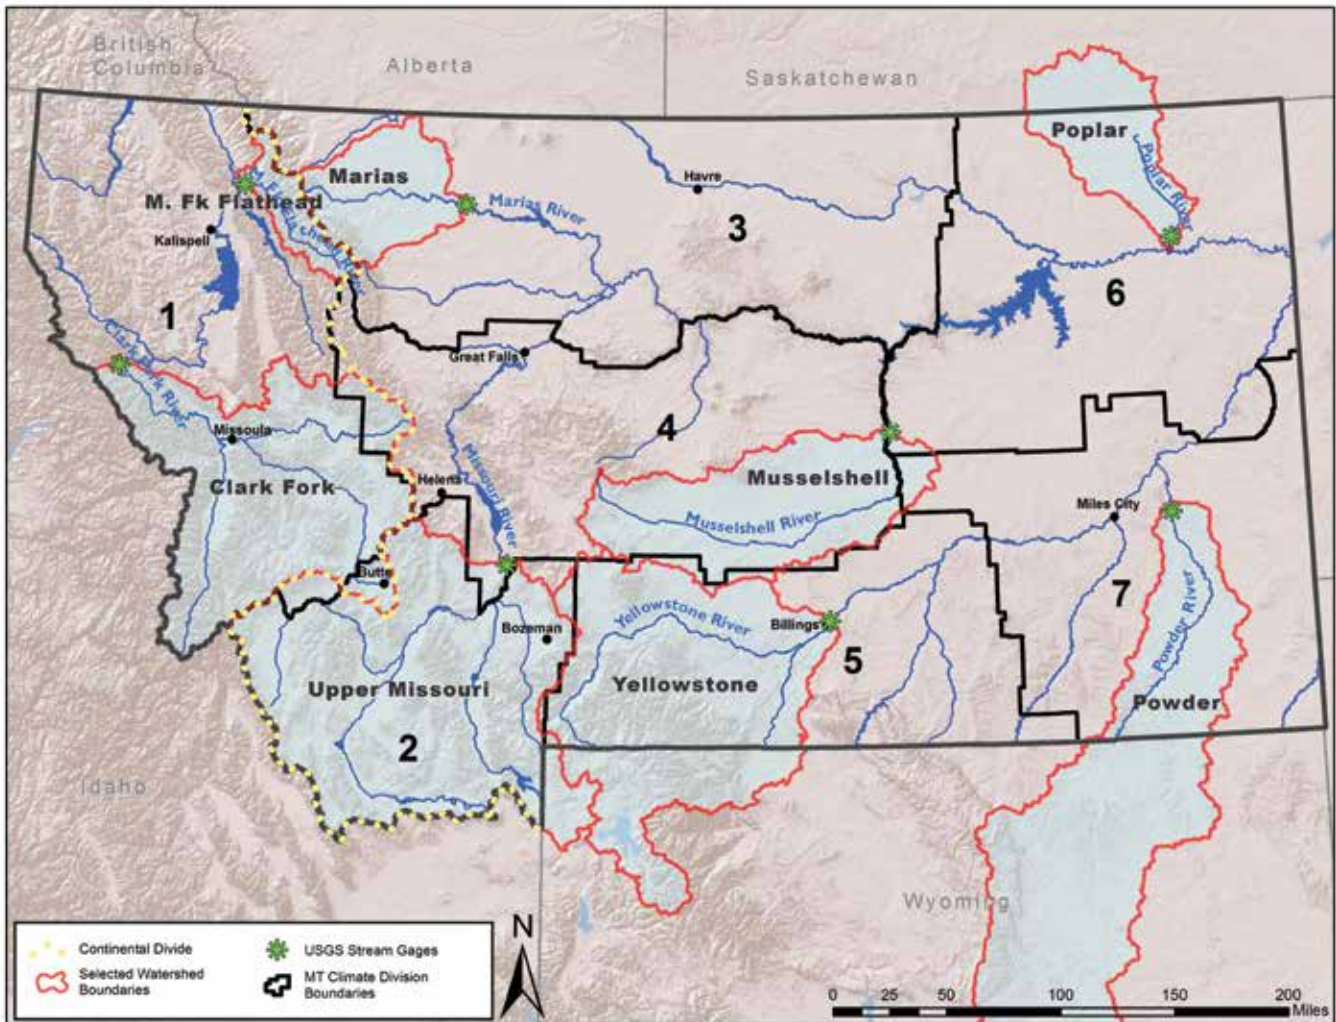 British
Columbia
Alberta
Saskatchewan
Poplar
Poplar River
Marias
Havre
M. Fk Flathead
Marias River
3
Kalispell
6
1
Great Falls
Clark Fork River
4
Missoula
Musselshell
Helena
Clark Fork
Missouri River
Musselshell River
Miles City
Butte
7
Yellowstone River
Billings
Bozeman
Powder River
5
Upper Missouri
Yellowstone
Powder
2
Idaho
Wyoming
N
Continental Divide
USGS Stream Gages
Selected Watershed
Boundaries
MT Climate Division
Boundaries
0 25 50 100 150 200
Miles